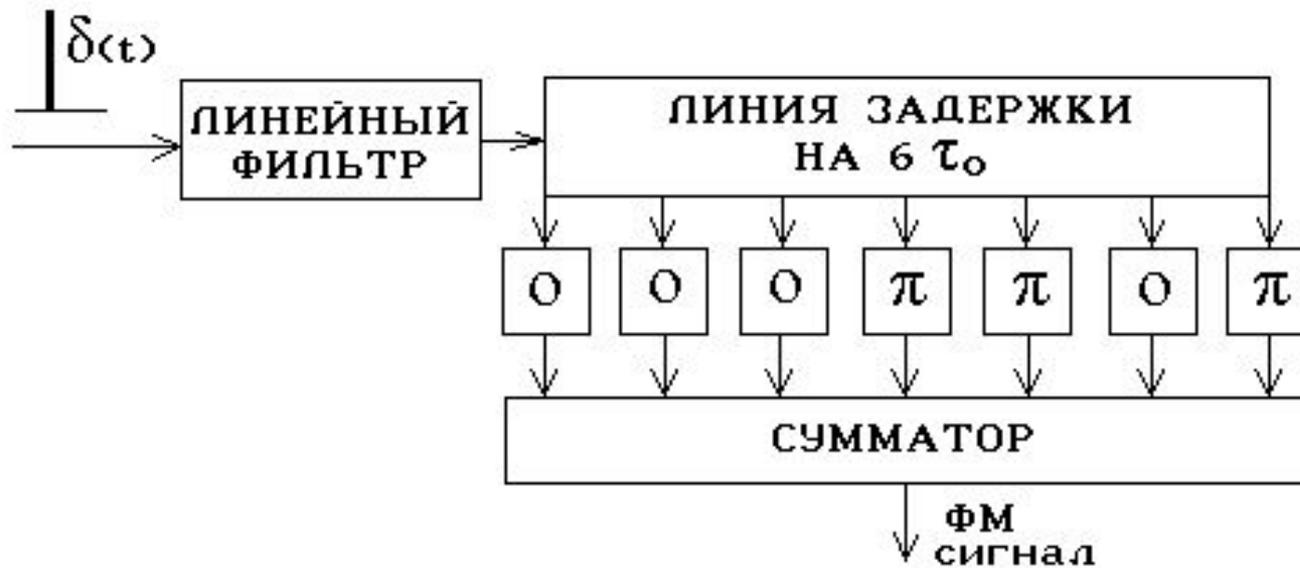 δ(t)
ЛИНЕЙНЫЙ
ФИЛЬТР
ЛИНИЯ ЗАДЕРЖКИ
НА 6 τ₀
0 0 0 π π 0 π
СУММАТОР
ФМ
сигнал